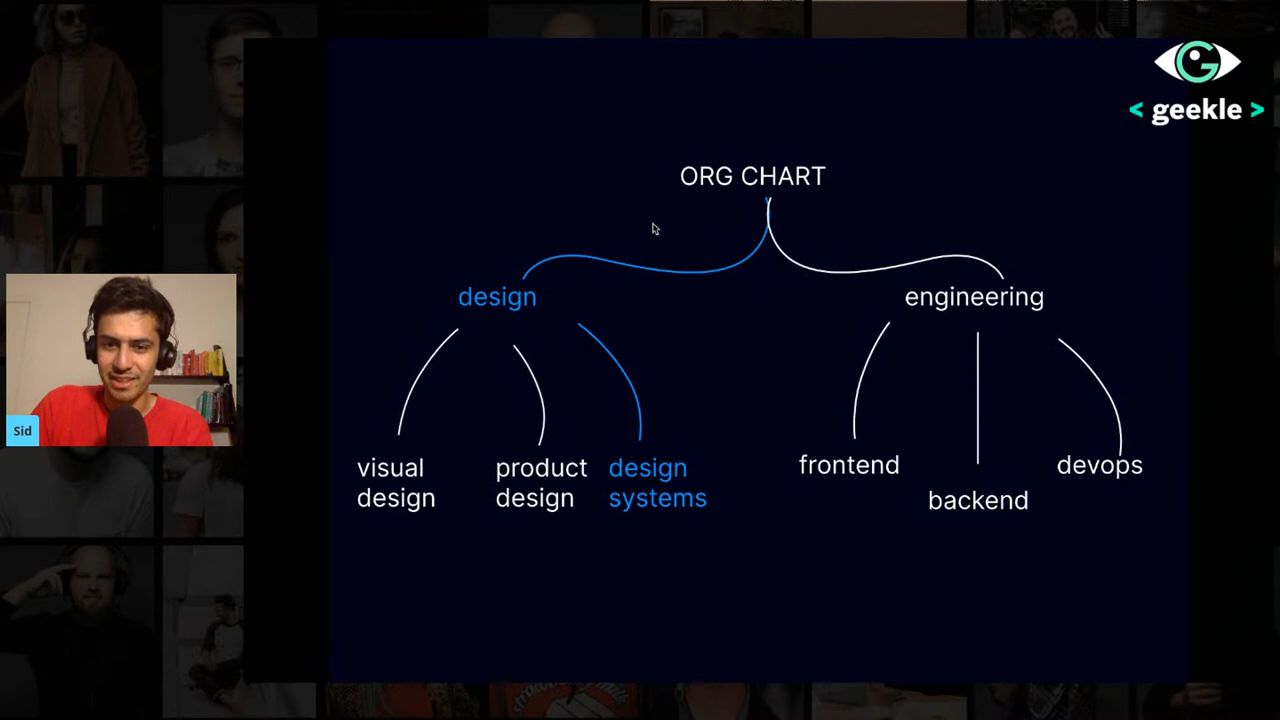 G
< geekle >
ORG CHART
design
engineering
visual
design
product
design
design
systems
frontend
backend
devops
Sid